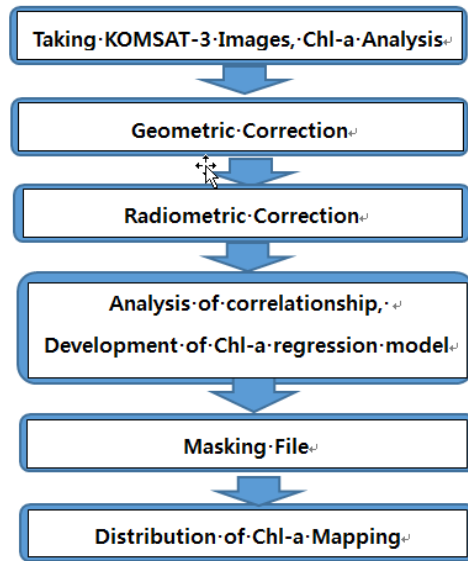 Taking KOMSAT-3 Images, Chl-a Analysis
Geometric Correction
Radiometric Correction
Analysis of correlationship,
Development of Chl-a regression model
Masking File
Distribution of Chl-a Mapping